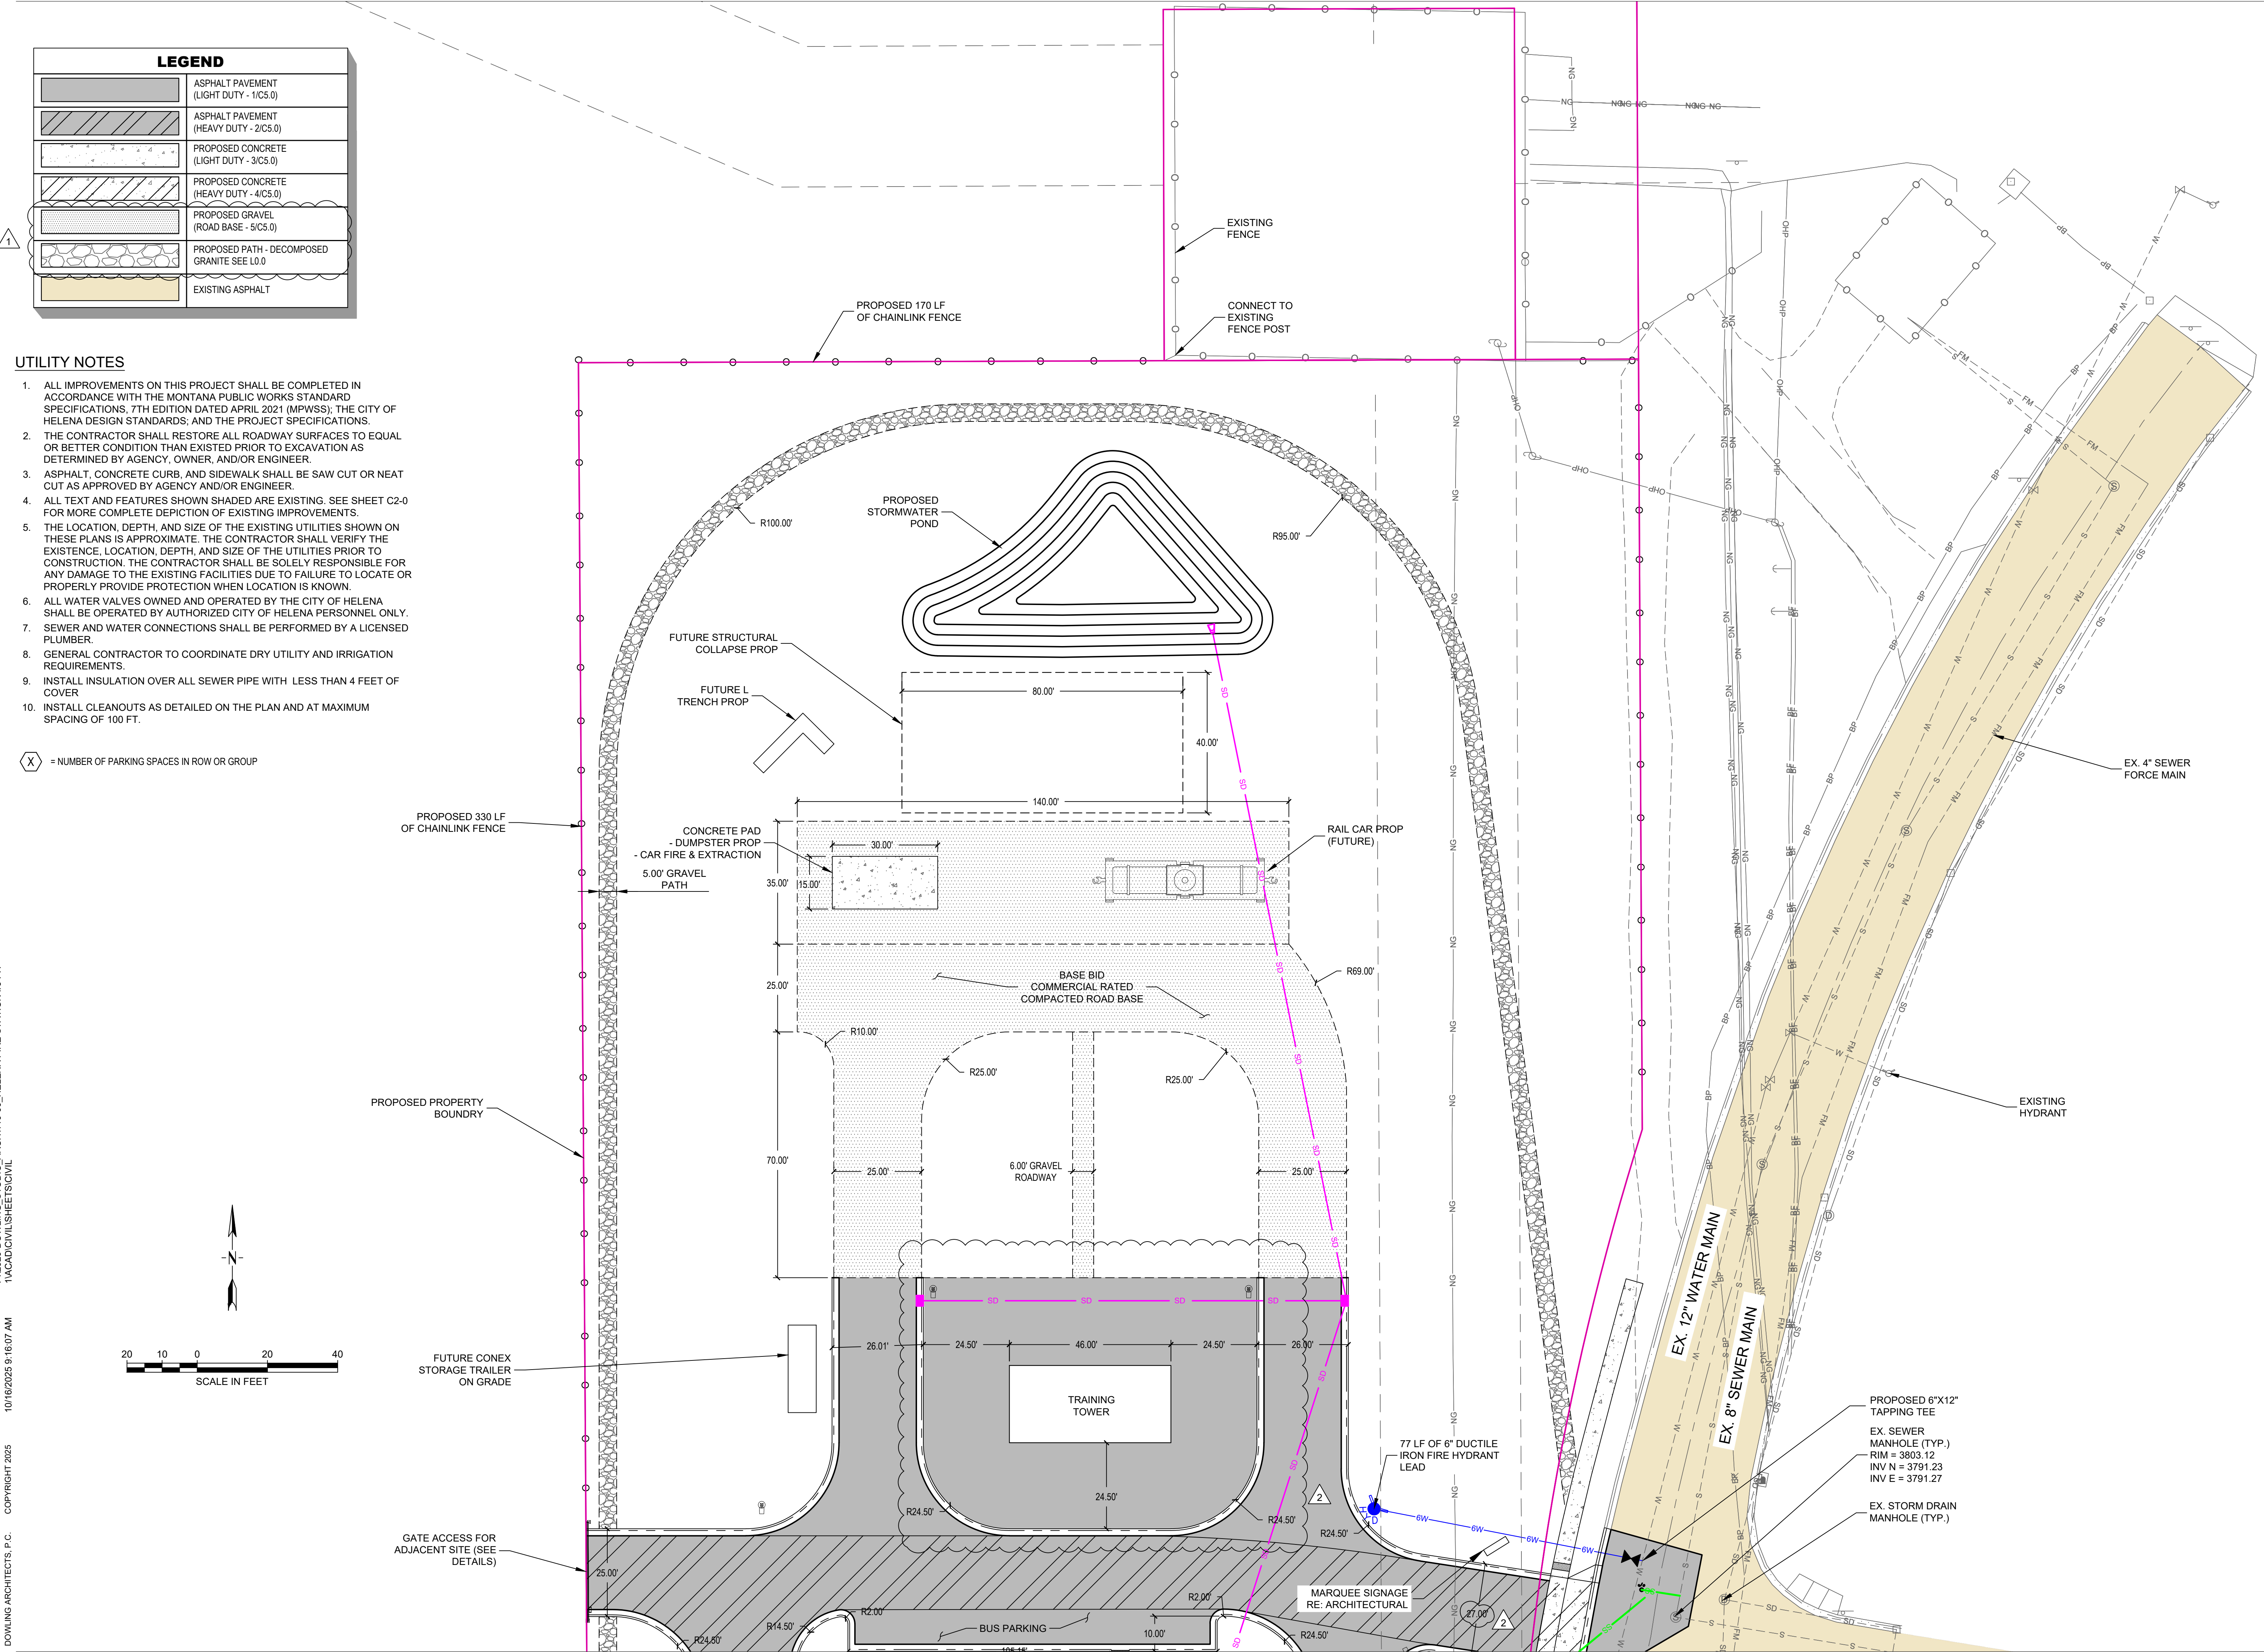 LEGEND
ASPHALT PAVEMENT
(LIGHT DUTY - 1/C5.0)
ASPHALT PAVEMENT
(HEAVY DUTY - 2/C5.0)
PROPOSED CONCRETE
(LIGHT DUTY - 3/C5.0)
PROPOSED CONCRETE
(HEAVY DUTY - 4/C5.0)
PROPOSED GRAVEL
(ROAD BASE - 5/C5.0)
1
PROPOSED PATH - DECOMPOSED
GRANITE SEE L0.0
EXISTING ASPHALT
UTILITY NOTES
1. ALL IMPROVEMENTS ON THIS PROJECT SHALL BE COMPLETED IN
ACCORDANCE WITH THE MONTANA PUBLIC WORKS STANDARD
SPECIFICATIONS, 7TH EDITION DATED APRIL 2021 (MPWSS); THE CITY OF
HELENA DESIGN STANDARDS; AND THE PROJECT SPECIFICATIONS.
2. THE CONTRACTOR SHALL RESTORE ALL ROADWAY SURFACES TO EQUAL
OR BETTER CONDITION THAN EXISTED PRIOR TO EXCAVATION AS
DETERMINED BY AGENCY, OWNER, AND/OR ENGINEER.
3. ASPHALT, CONCRETE CURB, AND SIDEWALK SHALL BE SAW CUT OR NEAT
CUT AS APPROVED BY AGENCY AND/OR ENGINEER.
4. ALL TEXT AND FEATURES SHOWN SHADED ARE EXISTING. SEE SHEET C2-0
FOR MORE COMPLETE DEPICTION OF EXISTING IMPROVEMENTS.
5. THE LOCATION, DEPTH, AND SIZE OF THE EXISTING UTILITIES SHOWN ON
THESE PLANS IS APPROXIMATE. THE CONTRACTOR SHALL VERIFY THE
EXISTENCE, LOCATION, DEPTH, AND SIZE OF THE UTILITIES PRIOR TO
CONSTRUCTION. THE CONTRACTOR SHALL BE SOLELY RESPONSIBLE FOR
ANY DAMAGE TO THE EXISTING FACILITIES DUE TO FAILURE TO LOCATE OR
PROPERLY PROVIDE PROTECTION WHEN LOCATION IS KNOWN.
6. ALL WATER VALVES OWNED AND OPERATED BY THE CITY OF HELENA
SHALL BE OPERATED BY AUTHORIZED CITY OF HELENA PERSONNEL ONLY.
7. SEWER AND WATER CONNECTIONS SHALL BE PERFORMED BY A LICENSED
PLUMBER.
8. GENERAL CONTRACTOR TO COORDINATE DRY UTILITY AND IRRIGATION
REQUIREMENTS.
9. INSTALL INSULATION OVER ALL SEWER PIPE WITH LESS THAN 4 FEET OF
COVER
10. INSTALL CLEANOUTS AS DETAILED ON THE PLAN AND AT MAXIMUM
SPACING OF 100 FT.
X = NUMBER OF PARKING SPACES IN ROW OR GROUP
EXISTING
FENCE
PROPOSED 170 LF
OF CHAINLINK FENCE
CONNECT TO
EXISTING
FENCE POST
PROPOSED
STORMWATER
POND
R100.00'
R95.00'
FUTURE STRUCTURAL
COLLAPSE PROP
FUTURE L
TRENCH PROP
80.00'
40.00'
140.00'
PROPOSED 330 LF
OF CHAINLINK FENCE
CONCRETE PAD
- DUMPSTER PROP
- CAR FIRE & EXTRACTION
RAIL CAR PROP
(FUTURE)
30.00'
35.00'
15.00'
5.00' GRAVEL
PATH
BASE BID
COMMERCIAL RATED
COMPACTED ROAD BASE
R69.00'
25.00'
R10.00'
R25.00'
R25.00'
PROPOSED PROPERTY
BOUNDRY
70.00'
25.00'
6.00' GRAVEL
ROADWAY
25.00'
EX. 4" SEWER
FORCE MAIN
EXISTING
HYDRANT
EX. 12" WATER MAIN
EX. 8" SEWER MAIN
N
20 10 0 20 40
SCALE IN FEET
FUTURE CONEX
STORAGE TRAILER
ON GRADE
SD SD SD SD
26.01'
24.50'
46.00'
24.50'
26.00'
TRAINING
TOWER
24.50'
R24.50'
R24.50'
R24.50'
2
77 LF OF 6" DUCTILE
IRON FIRE HYDRANT
LEAD
6W 6W 6W
PROPOSED 6"X12"
TAPPING TEE
EX. SEWER
MANHOLE (TYP.)
RIM = 3803.12
INV N = 3791.23
INV E = 3791.27
EX. STORM DRAIN
MANHOLE (TYP.)
GATE ACCESS FOR
ADJACENT SITE (SEE
DETAILS)
25.00'
MARQUEE SIGNAGE
RE: ARCHITECTURAL
27.00'
2
R24.50'
R14.50'
R2.00'
BUS PARKING
10.00'
R2.00'
R24.50'
1\ACAD\CIVIL\SHEETS\CIVIL
10/16/2025 9:16:07 AM
COPYRIGHT 2025
DOWLING ARCHITECTS, P.C.